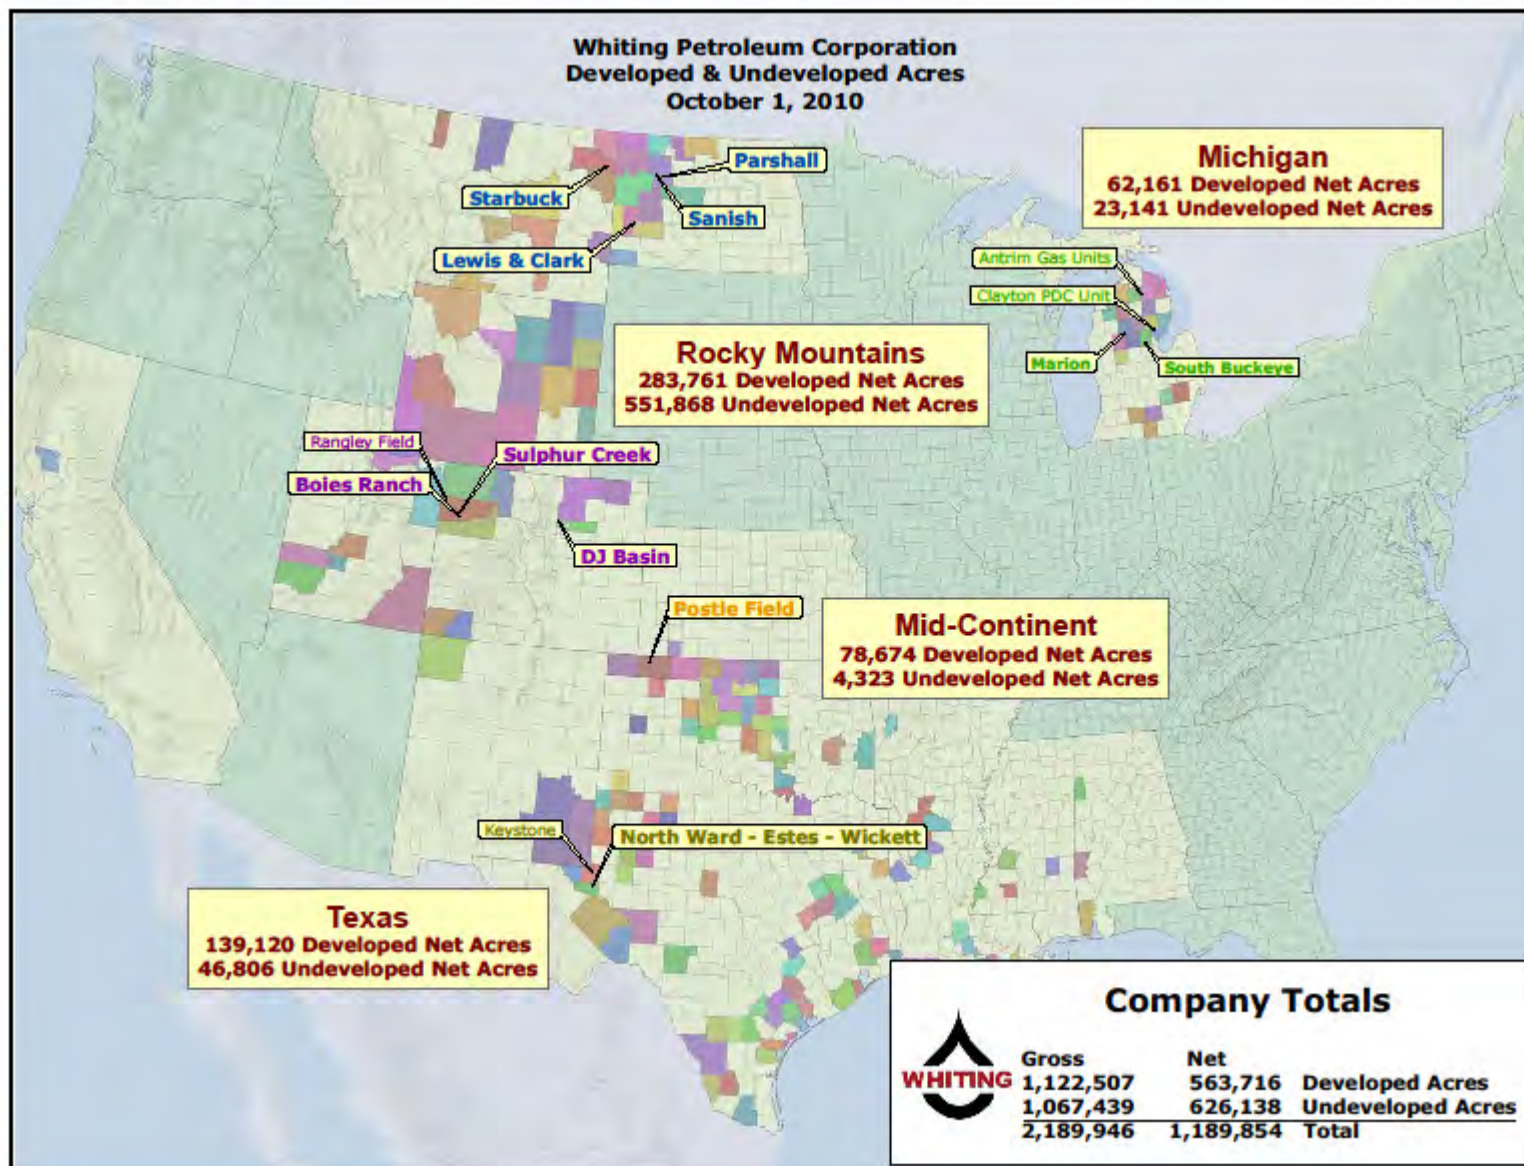 Whiting Petroleum Corporation
Developed & Undeveloped Acres
October 1, 2010
Michigan
62,161 Developed Net Acres
23,141 Undeveloped Net Acres
Parshall
Starbuck
Sanish
Lewis & Clark
Antrim Gas Units
Clayton PDC Unit
Marion
South Buckeye
Rocky Mountains
283,761 Developed Net Acres
551,868 Undeveloped Net Acres
Rangley Field
Sulphur Creek
Boies Ranch
DJ Basin
Postle Field
Mid-Continent
78,674 Developed Net Acres
4,323 Undeveloped Net Acres
Keystone
North Ward - Estes - Wickett
Texas
139,120 Developed Net Acres
46,806 Undeveloped Net Acres
Company Totals
WHITING
Gross Net
1,122,507 563,716 Developed Acres
1,067,439 626,138 Undeveloped Acres
2,189,946 1,189,854 Total